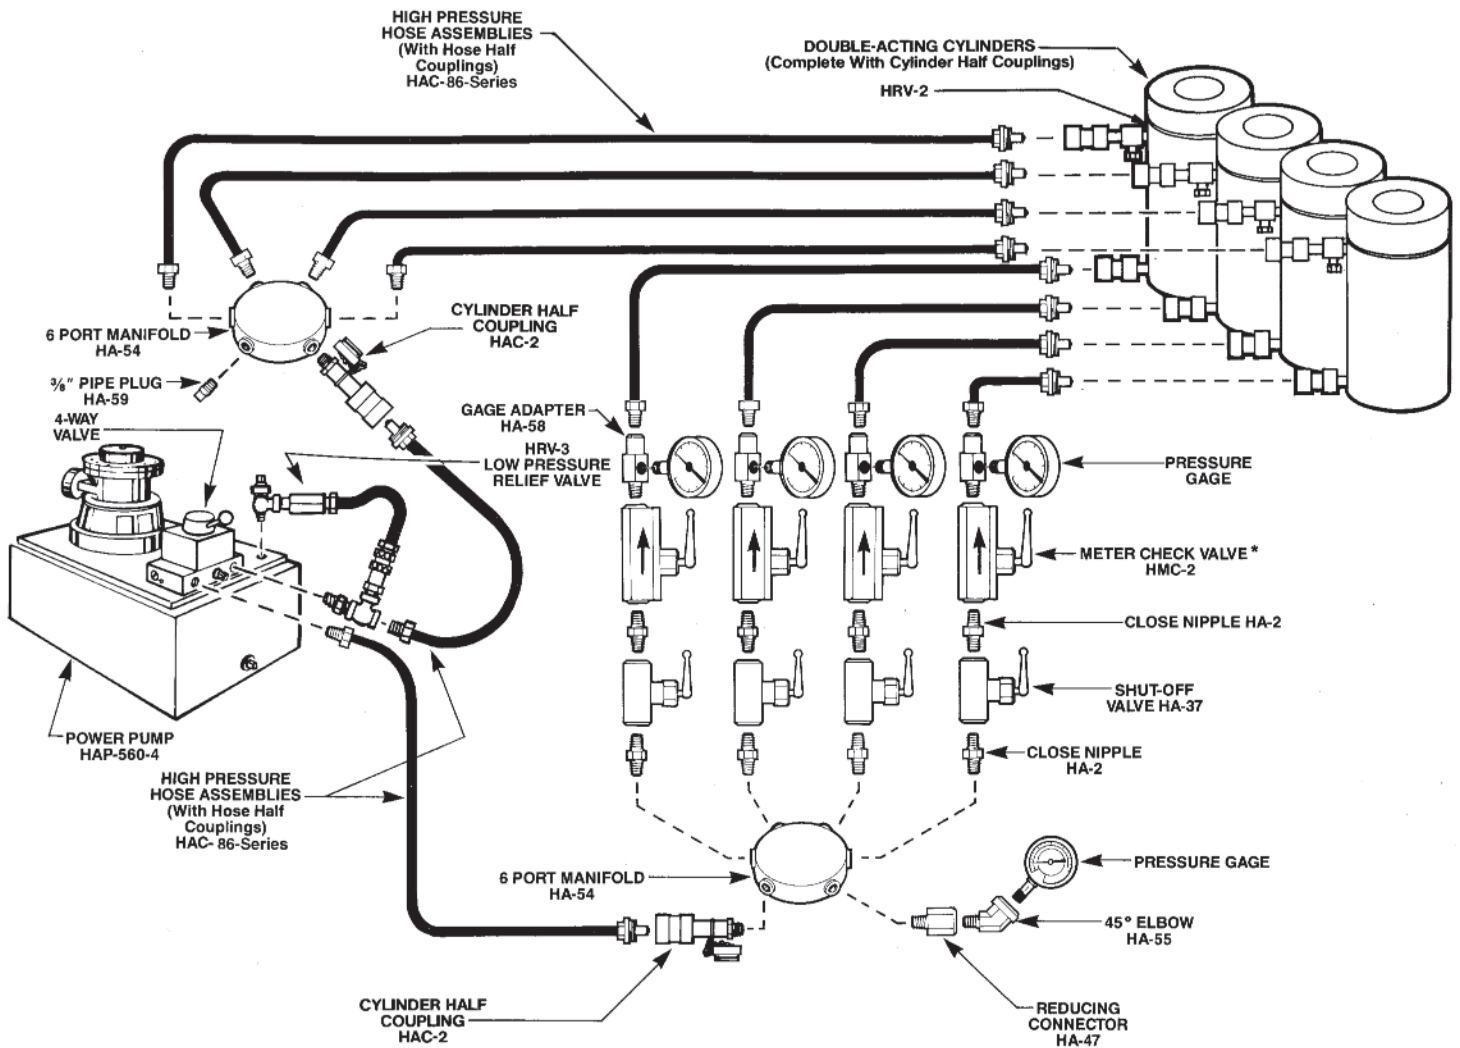 HIGH PRESSURE
HOSE ASSEMBLIES
(With Hose Half
Couplings)
HAC-86-Series
DOUBLE-ACTING CYLINDERS
(Complete With Cylinder Half Couplings)
HRV-2
6 PORT MANIFOLD
HA-54
CYLINDER HALF
COUPLING
HAC-2
⅜" PIPE PLUG
HA-59
4-WAY
VALVE
GAGE ADAPTER
HA-58
HRV-3
LOW PRESSURE
RELIEF VALVE
PRESSURE
GAGE
METER CHECK VALVE *
HMC-2
CLOSE NIPPLE HA-2
SHUT-OFF
VALVE HA-37
POWER PUMP
HAP-560-4
CLOSE NIPPLE
HA-2
HIGH PRESSURE
HOSE ASSEMBLIES
(With Hose Half
Couplings)
HAC- 86-Series
6 PORT MANIFOLD
HA-54
PRESSURE GAGE
45° ELBOW
HA-55
CYLINDER HALF
COUPLING
HAC-2
REDUCING
CONNECTOR
HA-47